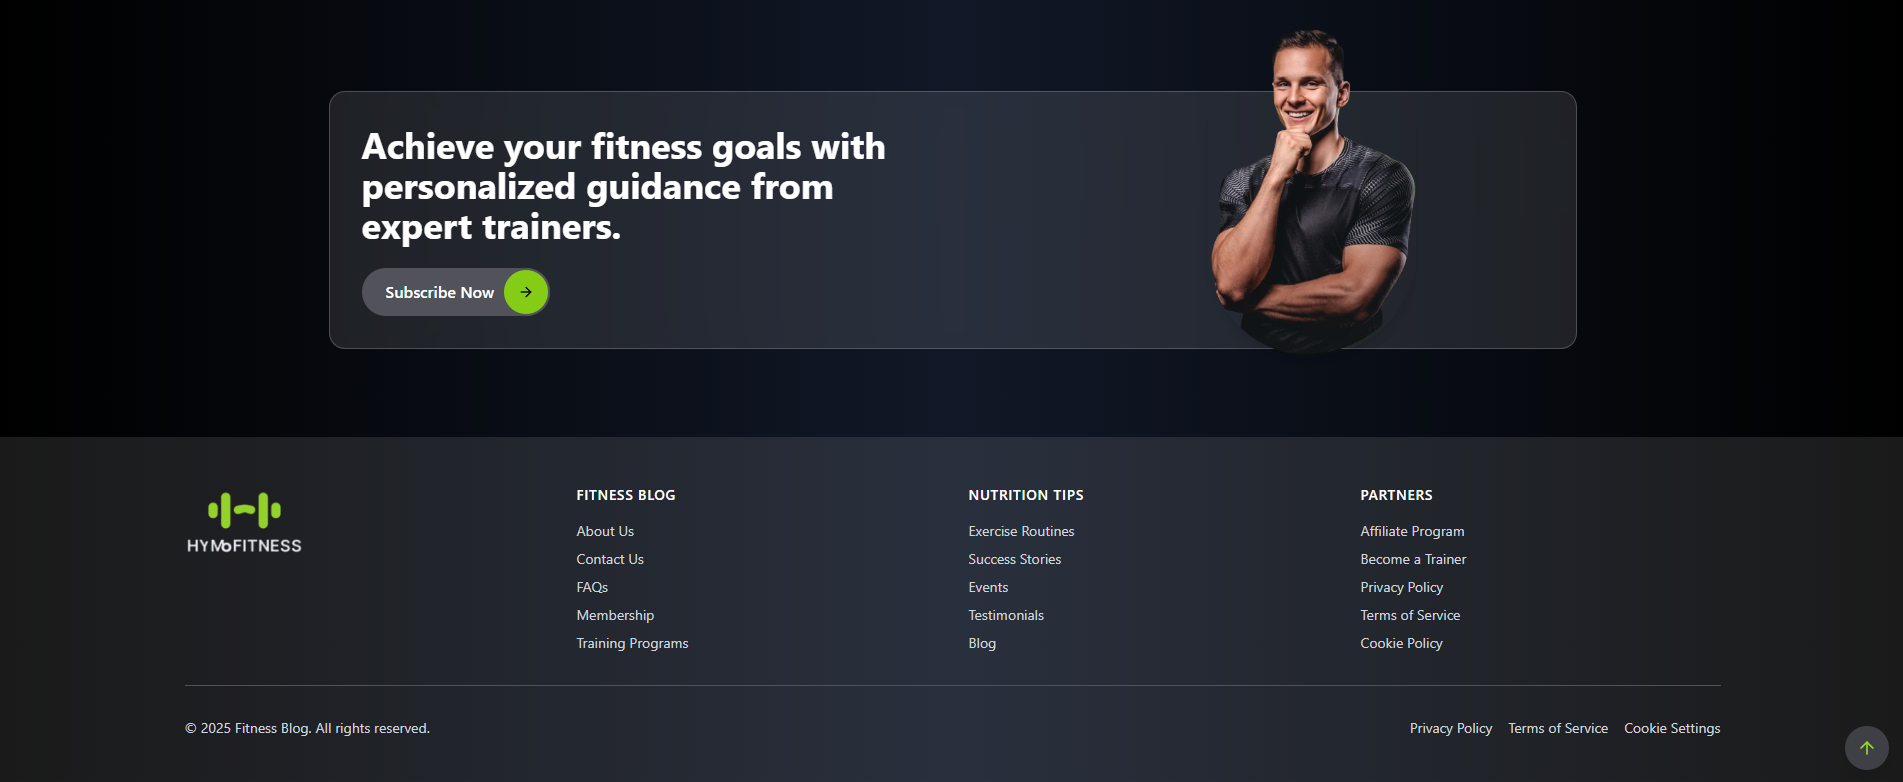 Achieve your fitness goals with
personalized guidance from
expert trainers.
Subscribe Now
HYMoFITNESS
FITNESS BLOG
About Us
Contact Us
FAQs
Membership
Training Programs
NUTRITION TIPS
Exercise Routines
Success Stories
Events
Testimonials
Blog
PARTNERS
Affiliate Program
Become a Trainer
Privacy Policy
Terms of Service
Cookie Policy
© 2025 Fitness Blog. All rights reserved.
Privacy Policy Terms of Service Cookie Settings